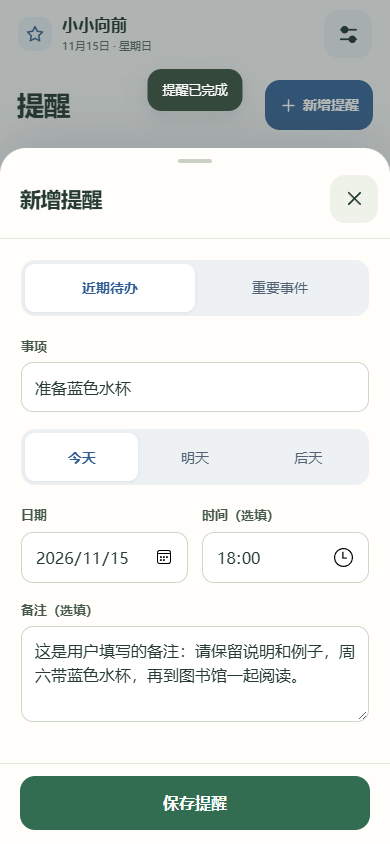 小小向前
11月15日 · 星期日
提醒已完成
提醒
新增提醒
新增提醒
近期待办
重要事件
事项
准备蓝色水杯
今天
明天
后天
日期
时间（选填）
2026/11/15
18:00
备注（选填）
这是用户填写的备注：请保留说明和例子，周
六带蓝色水杯，再到图书馆一起阅读。
保存提醒